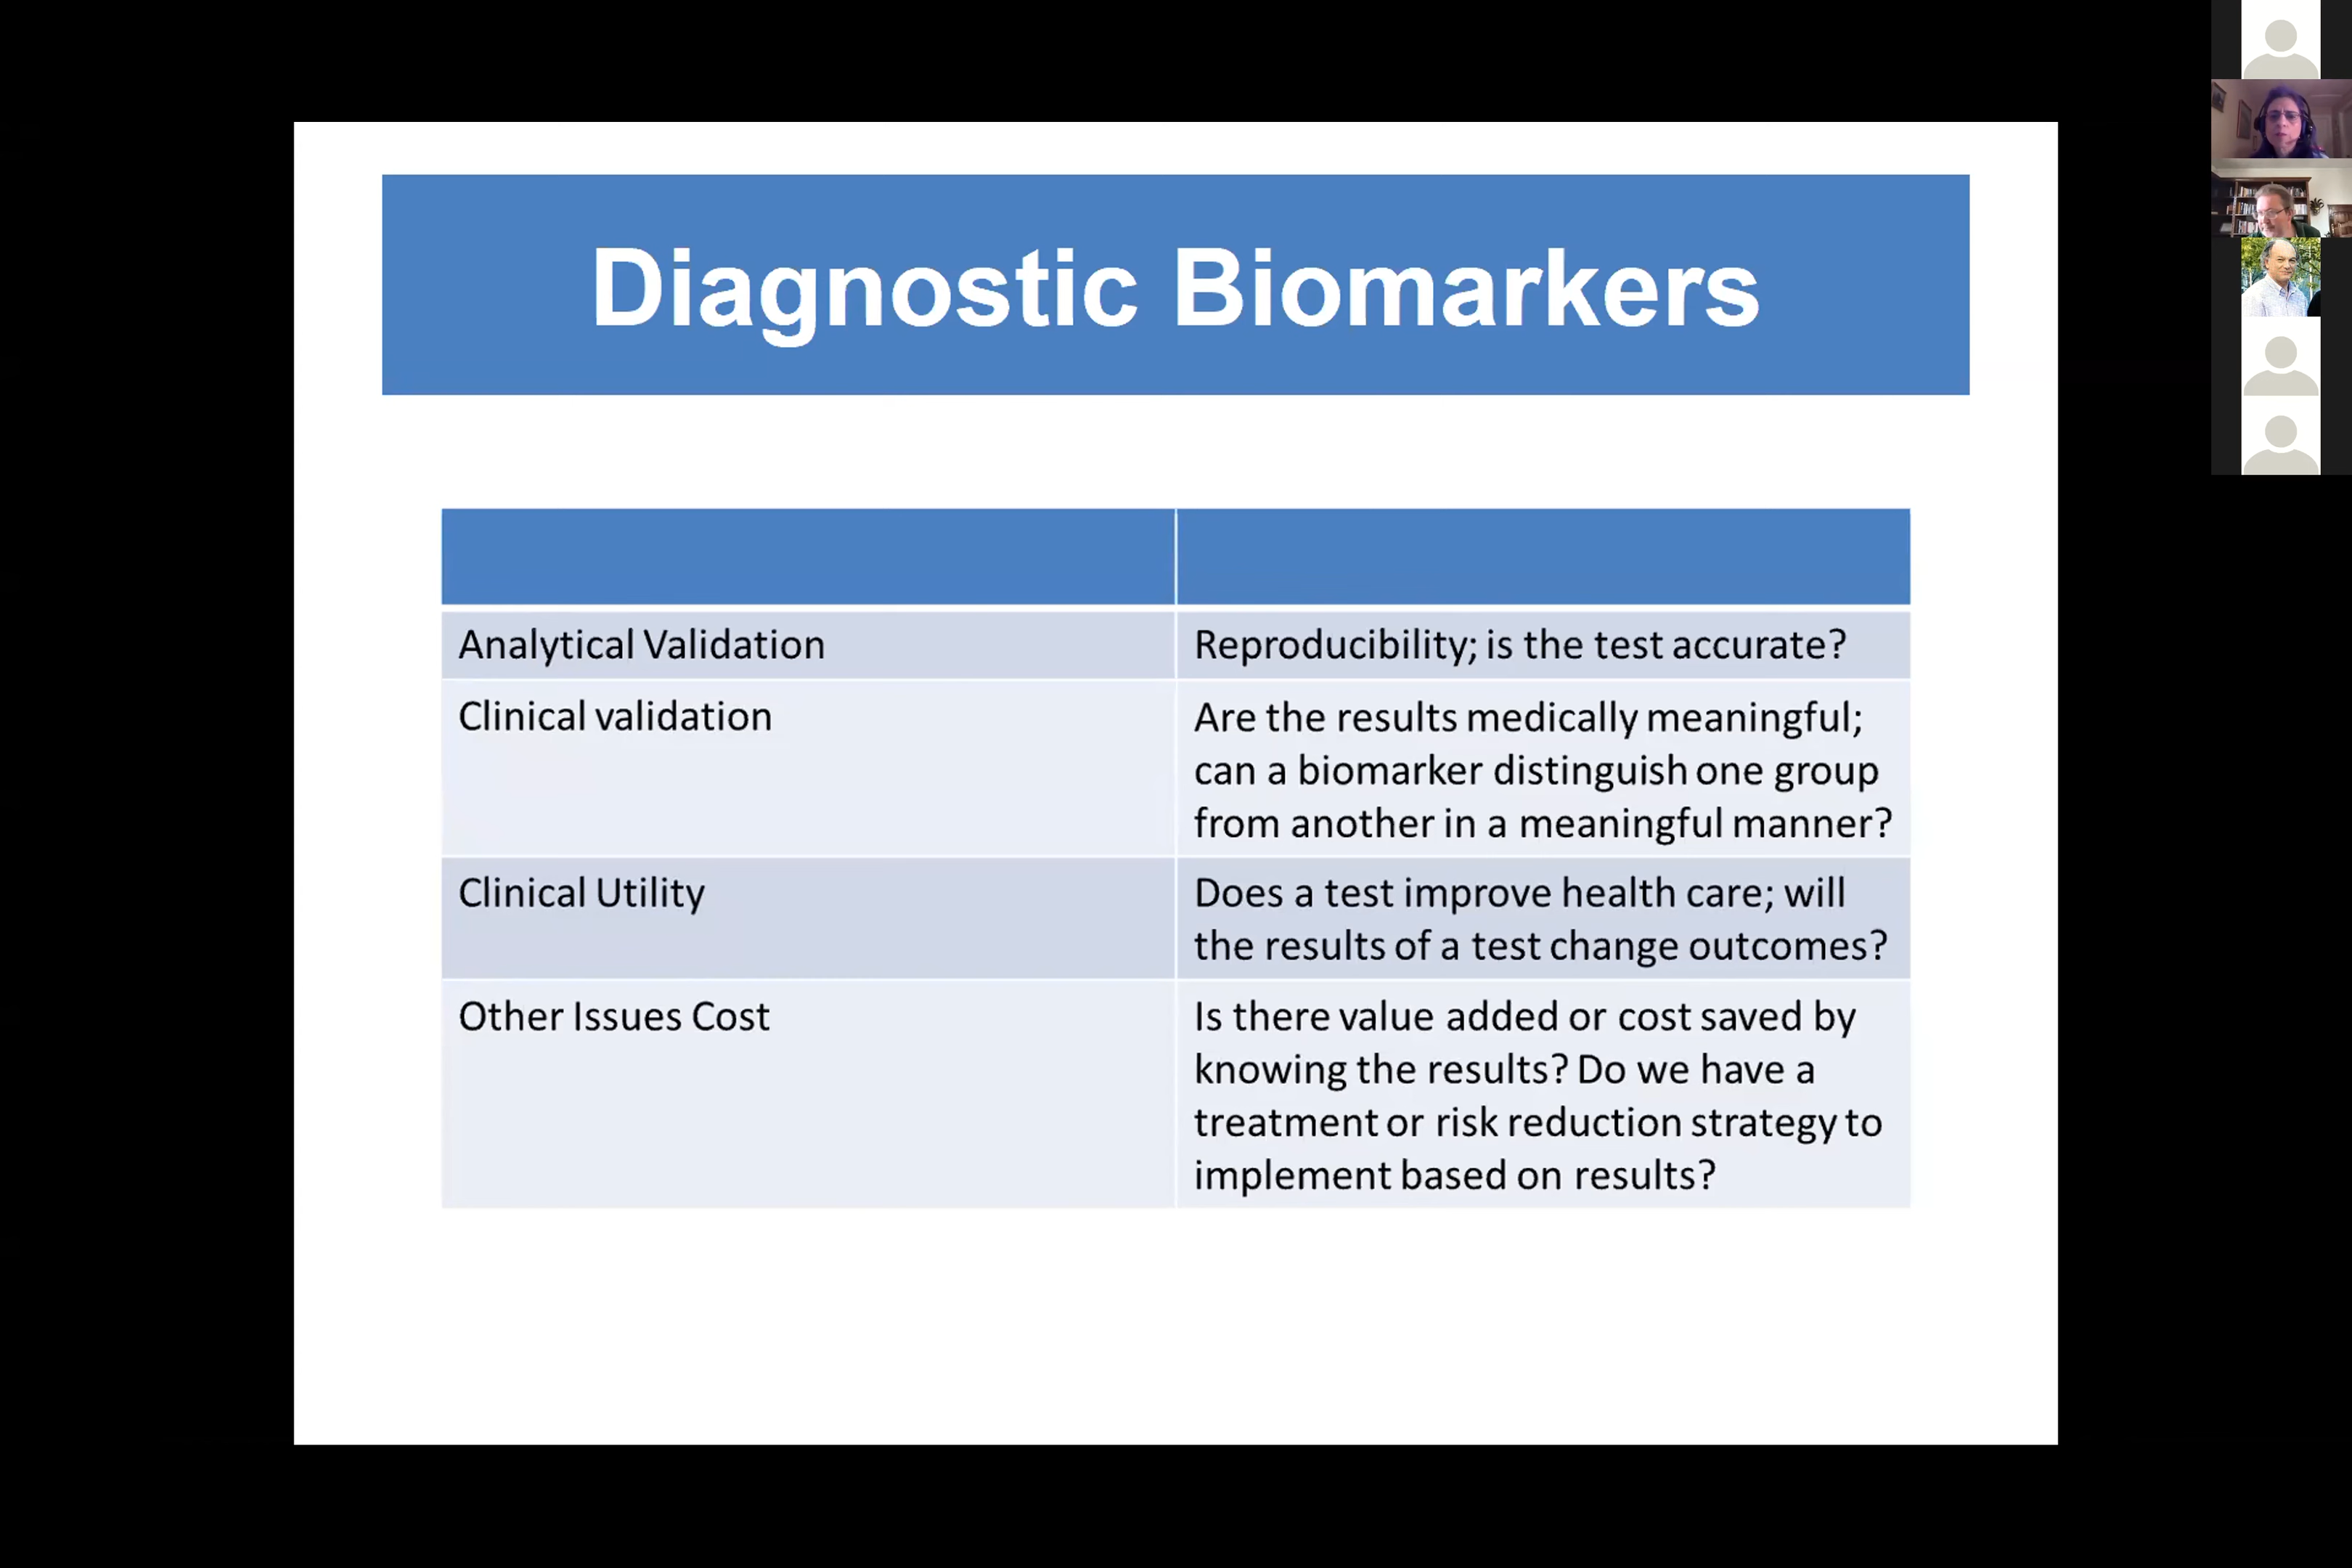 Diagnostic Biomarkers
Analytical Validation
Reproducibility; is the test accurate?
Clinical validation
Are the results medically meaningful;
can a biomarker distinguish one group
from another in a meaningful manner?
Clinical Utility
Does a test improve health care; will
the results of a test change outcomes?
Other Issues Cost
Is there value added or cost saved by
knowing the results? Do we have a
treatment or risk reduction strategy to
implement based on results?